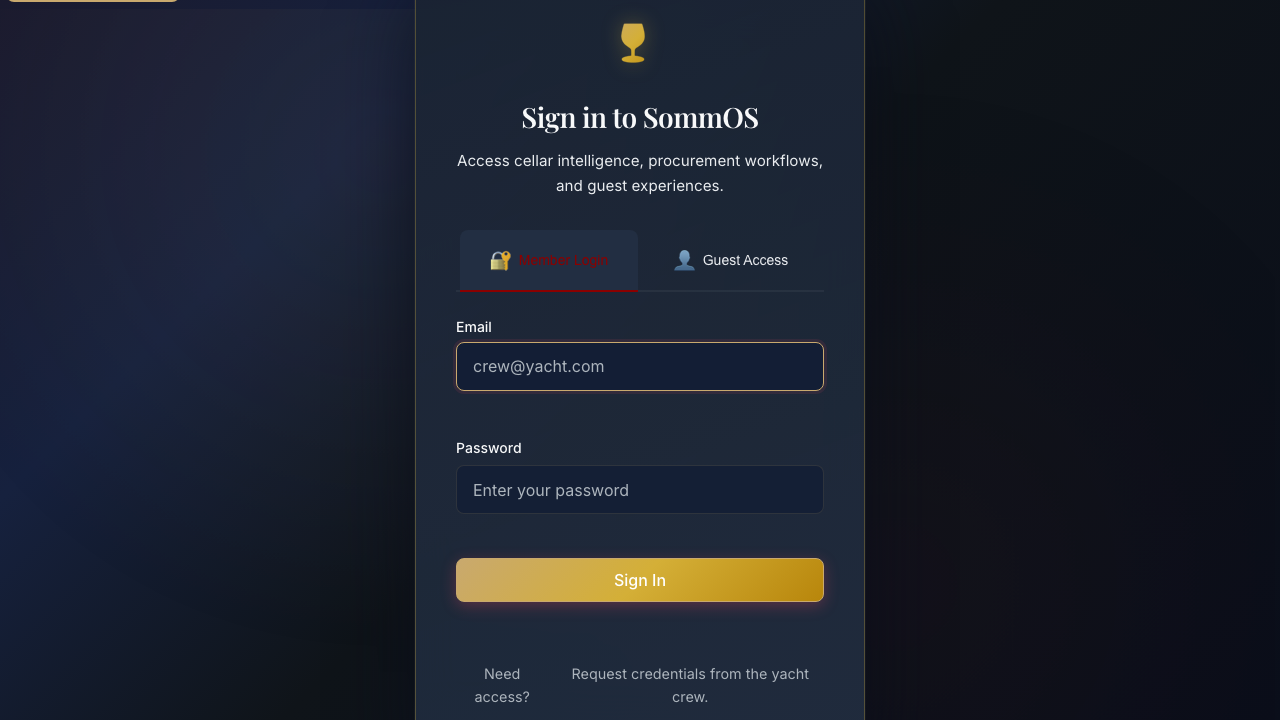 Sign in to SommOS
Access cellar intelligence, procurement workflows,
and guest experiences.
Member Login
Guest Access
Email
crew@yacht.com
Password
Enter your password
Sign In
Need
access?
Request credentials from the yacht
crew.